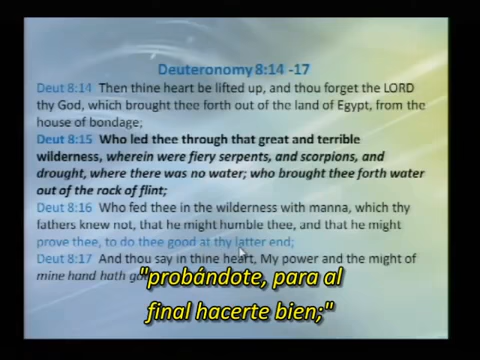 Deuteronomy 8:14 -17
Deut 8:14 Then thine heart be lifted up, and thou forget the LORD
thy God, which brought thee forth out of the land of Egypt, from the
house of bondage;
Deut 8:15 Who led thee through that great and terrible
wilderness, wherein were fiery serpents, and scorpions, and
drought, where there was no water; who brought thee forth water
out of the rock of flint;
Deut 8:16 Who fed thee in the wilderness with manna, which thy
fathers knew not, that he might humble thee, and that he might
prove thee, to do thee good at thy latter end;
Deut 8:17 And thou say in thine heart, My power and the might of
mine hand hath
"probándote, para al
final hacerte bien;"